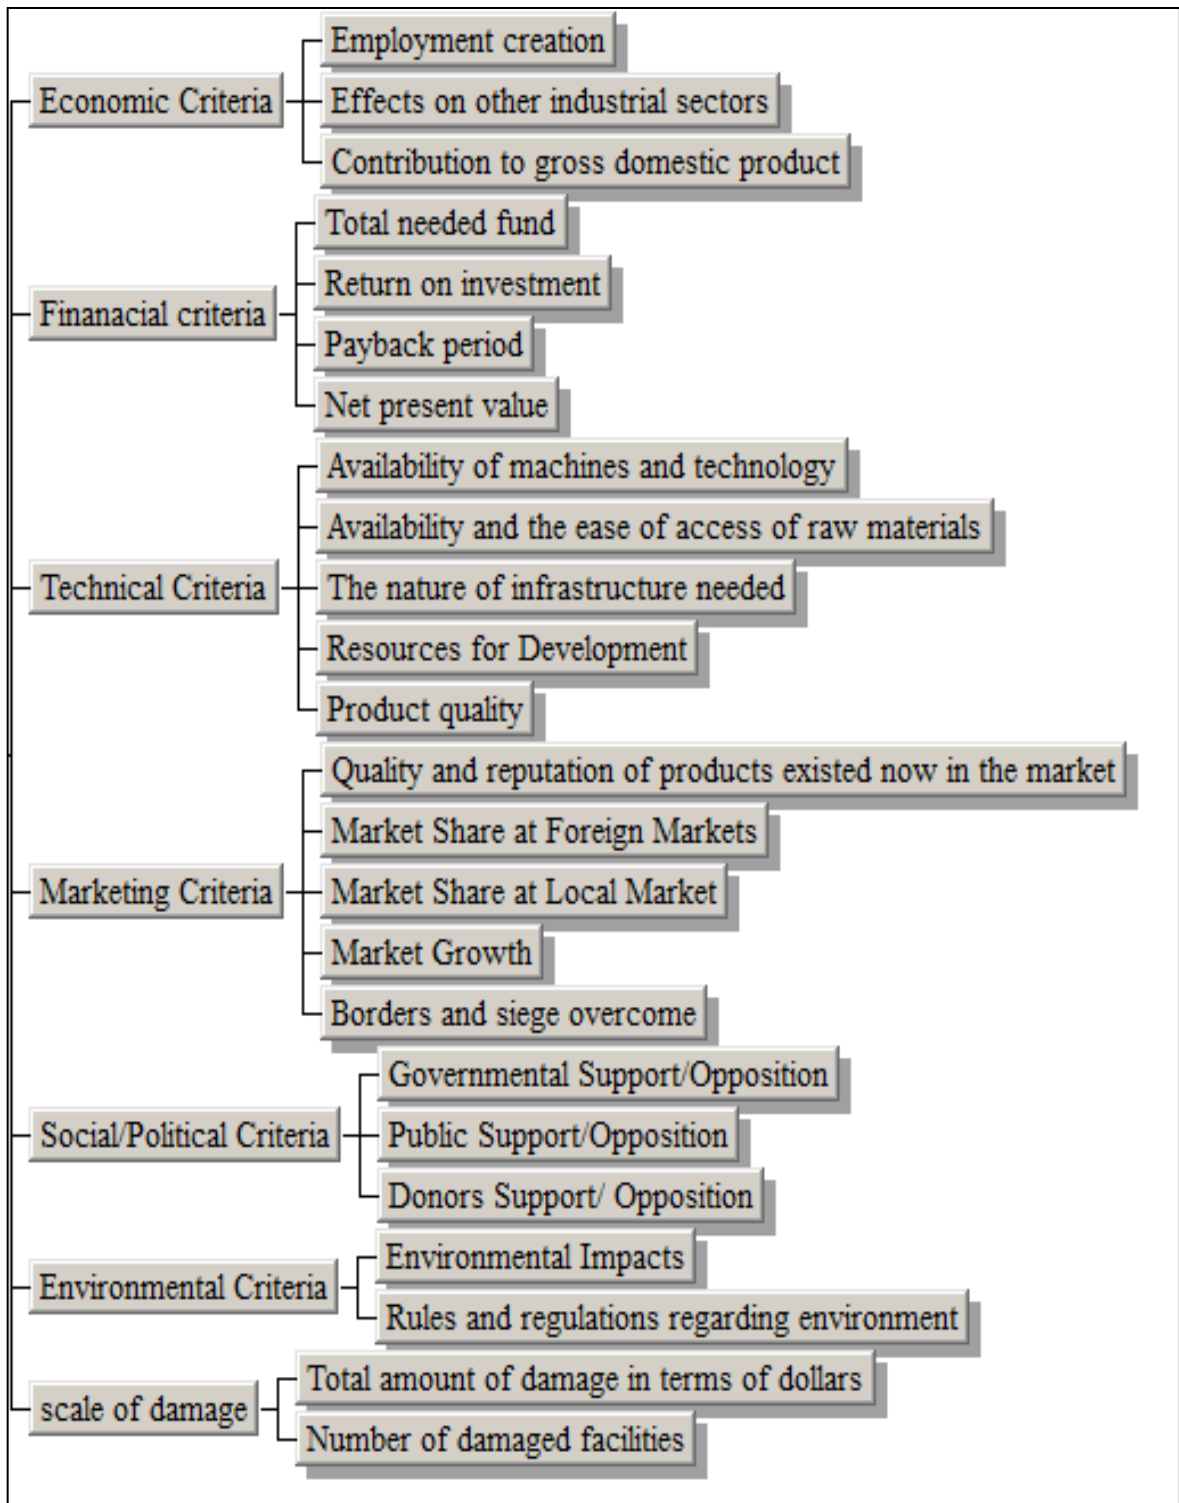 Economic Criteria
Employment creation
Effects on other industrial sectors
Contribution to gross domestic product
Finanacial criteria
Total needed fund
Return on investment
Payback period
Net present value
Technical Criteria
Availability of machines and technology
Availability and the ease of access of raw materials
The nature of infrastructure needed
Resources for Development
Product quality
Marketing Criteria
Quality and reputation of products existed now in the market
Market Share at Foreign Markets
Market Share at Local Market
Market Growth
Borders and siege overcome
Social/Political Criteria
Governmental Support/Opposition
Public Support/Opposition
Donors Support/ Opposition
Environmental Criteria
Environmental Impacts
Rules and regulations regarding environment
scale of damage
Total amount of damage in terms of dollars
Number of damaged facilities